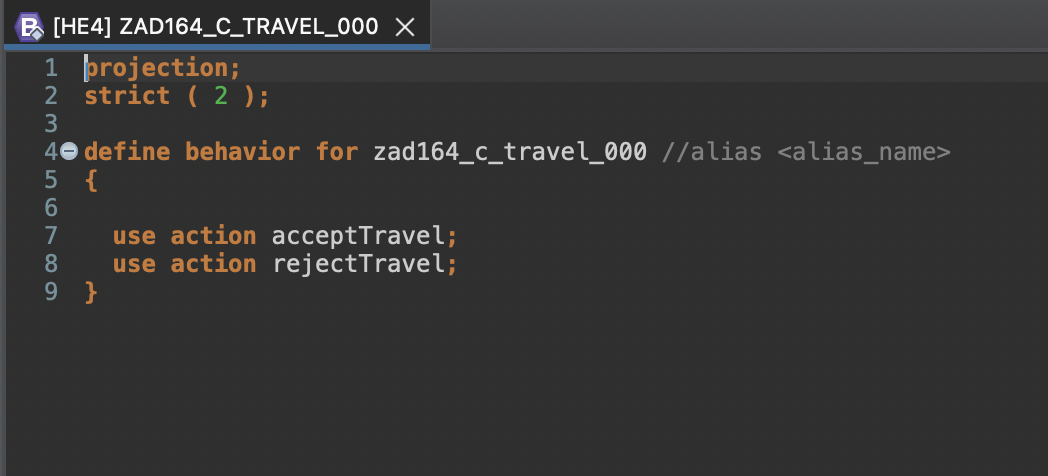 [HE4] ZAD164_C_TRAVEL_000
1 projection;
2 strict ( 2 );
3
4 define behavior for zad164_c_travel_000 //alias <alias_name>
5 {
6
7 use action acceptTravel;
8 use action rejectTravel;
9 }